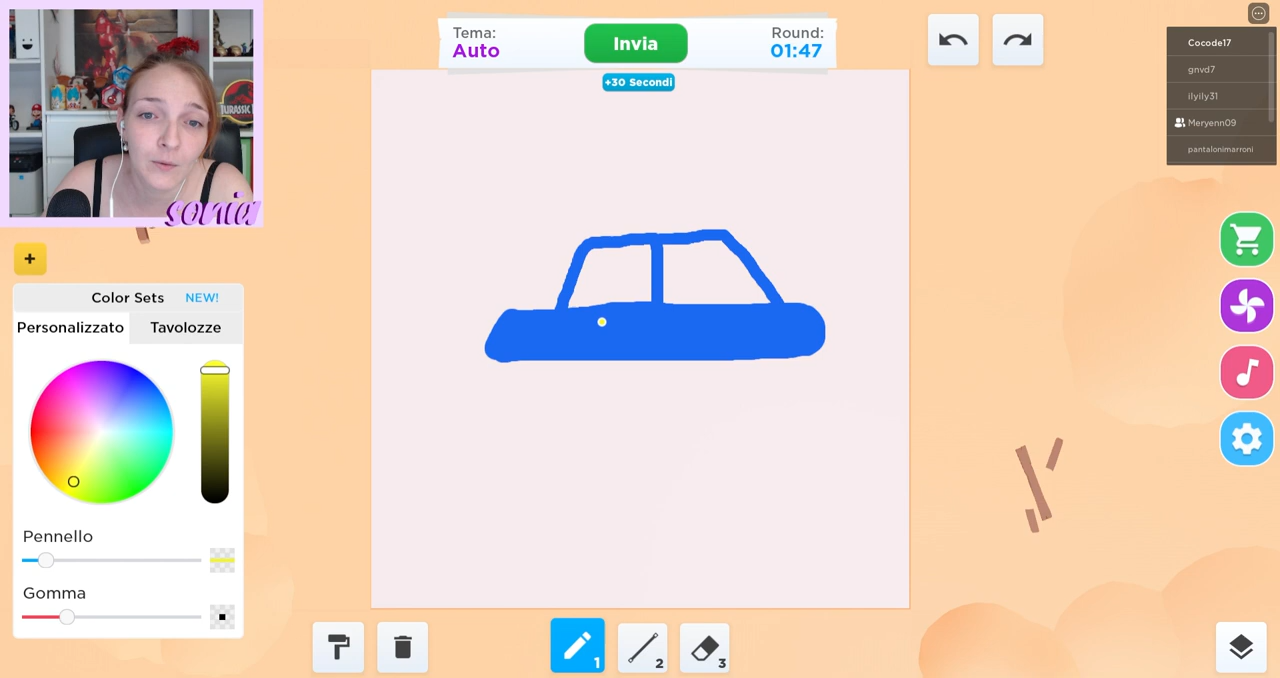 Tema:
Auto
Invia
Round:
01:47
+30 Secondi
Cocode17
gnvd7
ilyily31
Meryenn09
pantalonimarroni
JURASSIC
sonia
+
Color Sets NEW!
Personalizzato Tavolozze
Pennello
Gomma
1
2
3